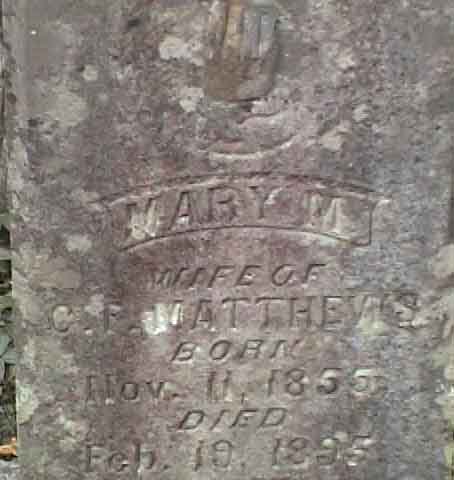 MARY M.
WIFE OF
C. P. MATTHEWS
BORN
Nov. 11, 1855
DIED
Feb. 19, 1895